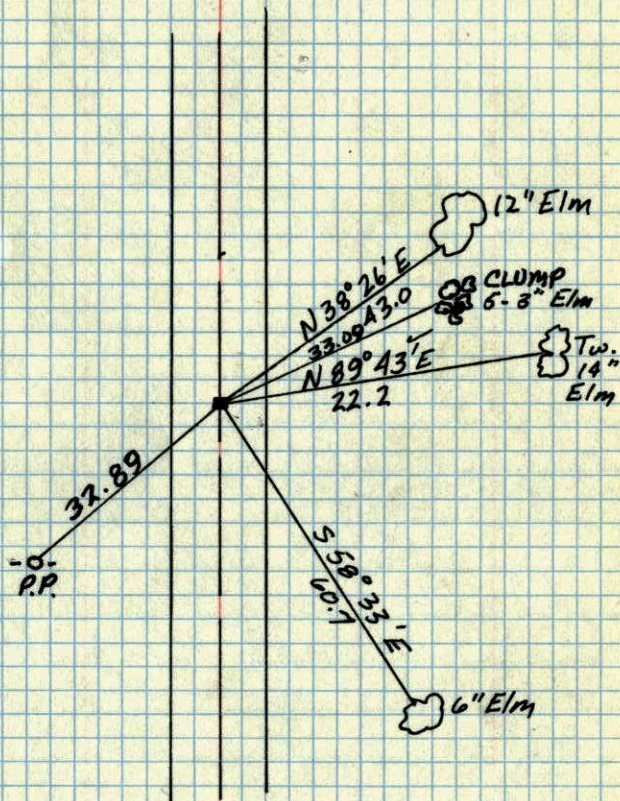 12" Elm
N 38° 26' E
43.0
CLUMP
6-3" Elm
33.09
N 89° 43' E
22.2
Tw.
14"
Elm
32.89
P.P.
S 58° 33' E
60.7
6" Elm